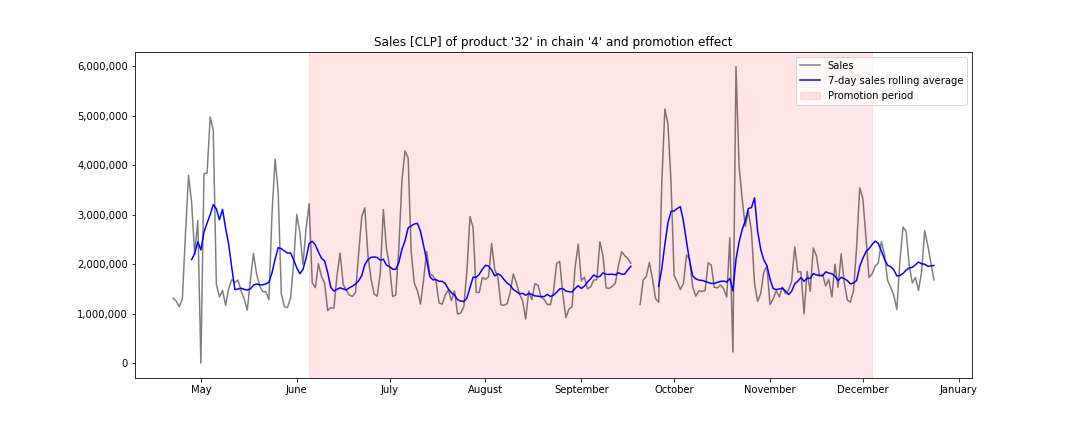 Sales [CLP] of product '32' in chain '4' and promotion effect
6,000,000
5,000,000
4,000,000
3,000,000
2,000,000
1,000,000
0
Sales
7-day sales rolling average
Promotion period
May
June
July
August
September
October
November
December
January